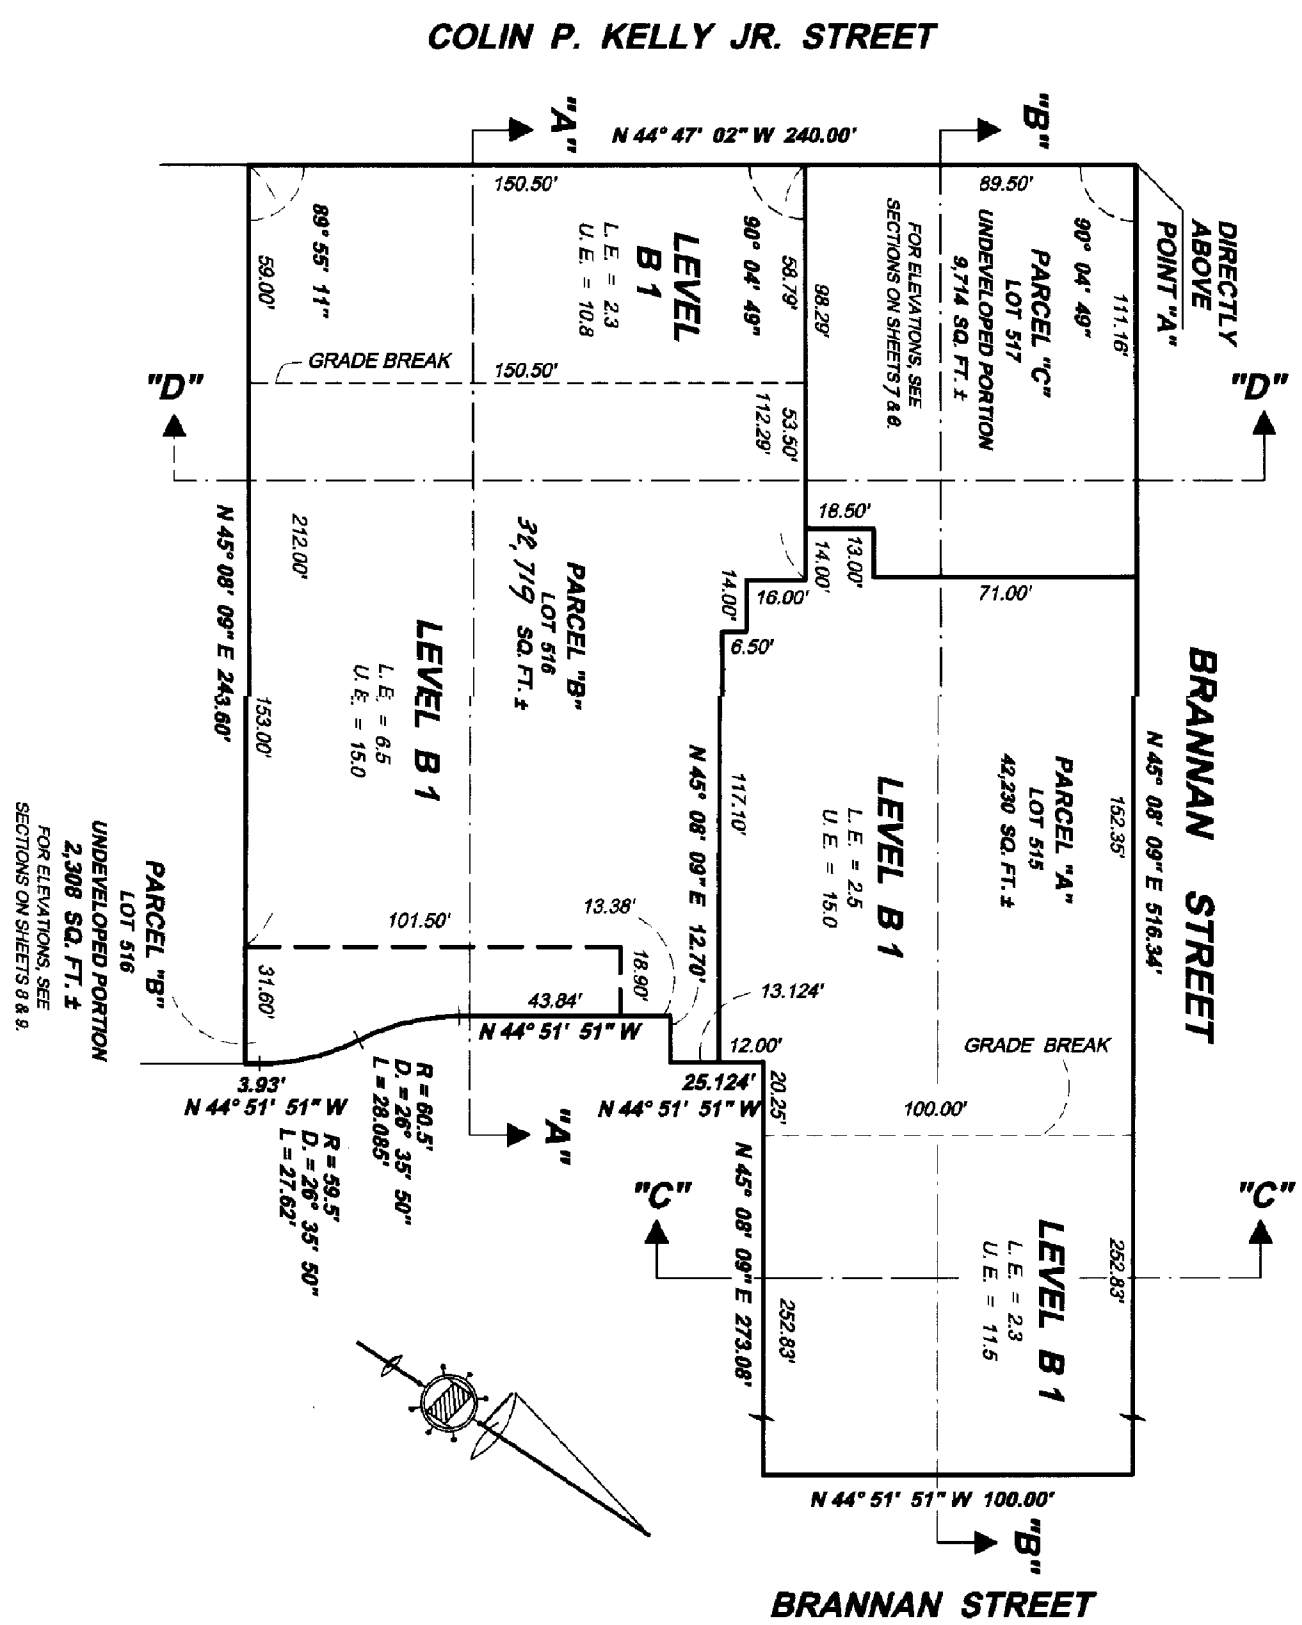 COLIN P. KELLY JR. STREET
"A"
"B"
N 44° 47' 02" W 240.00'
150.50'
89.50'
DIRECTLY
ABOVE
POINT "A"
89° 55' 11"
59.00'
LEVEL
B 1
L. E. = 2.3
U. E. = 10.8
90° 04' 49"
58.79'
98.29'
PARCEL "C"
LOT 517
UNDEVELOPED PORTION
9,714 SQ. FT. ±
FOR ELEVATIONS, SEE
SECTIONS ON SHEETS 7 & 8.
90° 04' 49"
111.16'
GRADE BREAK
150.50'
"D"
"D"
53.50'
112.29'
18.50'
14.00'
13.00'
71.00'
16.00'
14.00'
6.50'
N 45° 08' 09" E 243.60'
212.00'
153.00'
PARCEL "B"
LOT 516
32,719 SQ. FT. ±
LEVEL B 1
L. E. = 6.5
U. E. = 15.0
N 45° 08' 09" E 12.70'
117.10'
LEVEL B 1
L. E. = 2.5
U. E. = 15.0
PARCEL "A"
LOT 515
42,230 SQ. FT. ±
152.35'
N 45° 08' 09" E 516.34'
BRANNAN STREET
PARCEL "B"
LOT 516
UNDEVELOPED PORTION
2,308 SQ. FT. ±
FOR ELEVATIONS, SEE
SECTIONS ON SHEETS 8 & 9.
101.50'
13.38'
18.90'
31.60'
43.84'
N 44° 51' 51" W
13.124'
12.00'
GRADE BREAK
3.93'
N 44° 51' 51" W
R = 60.5'
D. = 26° 35' 50"
L = 28.085'
R = 59.5'
D. = 26° 35' 50"
L = 27.62'
25.124'
N 44° 51' 51" W
20.25'
100.00'
"A"
"C"
"C"
N 45° 08' 09" E 273.08'
252.83'
LEVEL B 1
L. E. = 2.3
U. E. = 11.5
252.83'
N 44° 51' 51" W 100.00'
"B"
BRANNAN STREET